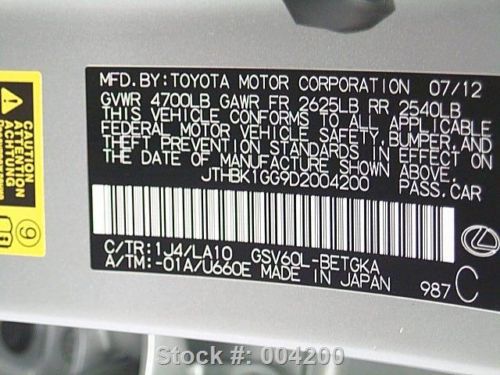 MFD. BY: TOYOTA MOTOR CORPORATION 07/12
GVWR 4700LB GAWR FR 2625LB RR 2540LB
THIS VEHICLE CONFORMS TO ALL APPLICABLE
FEDERAL MOTOR VEHICLE SAFETY, BUMPER, AND
THEFT PREVENTION STANDARDS IN EFFECT ON
THE DATE OF MANUFACTURE SHOWN ABOVE.
JTHBK1GG9D2004200 PASS.CAR
C/TR: 1J4/LA10 GSV60L-BETGKA
A/TM: -01A/U660E MADE IN JAPAN
987 C
CAUTION
ACHTUNG
9
Stock #: 004200